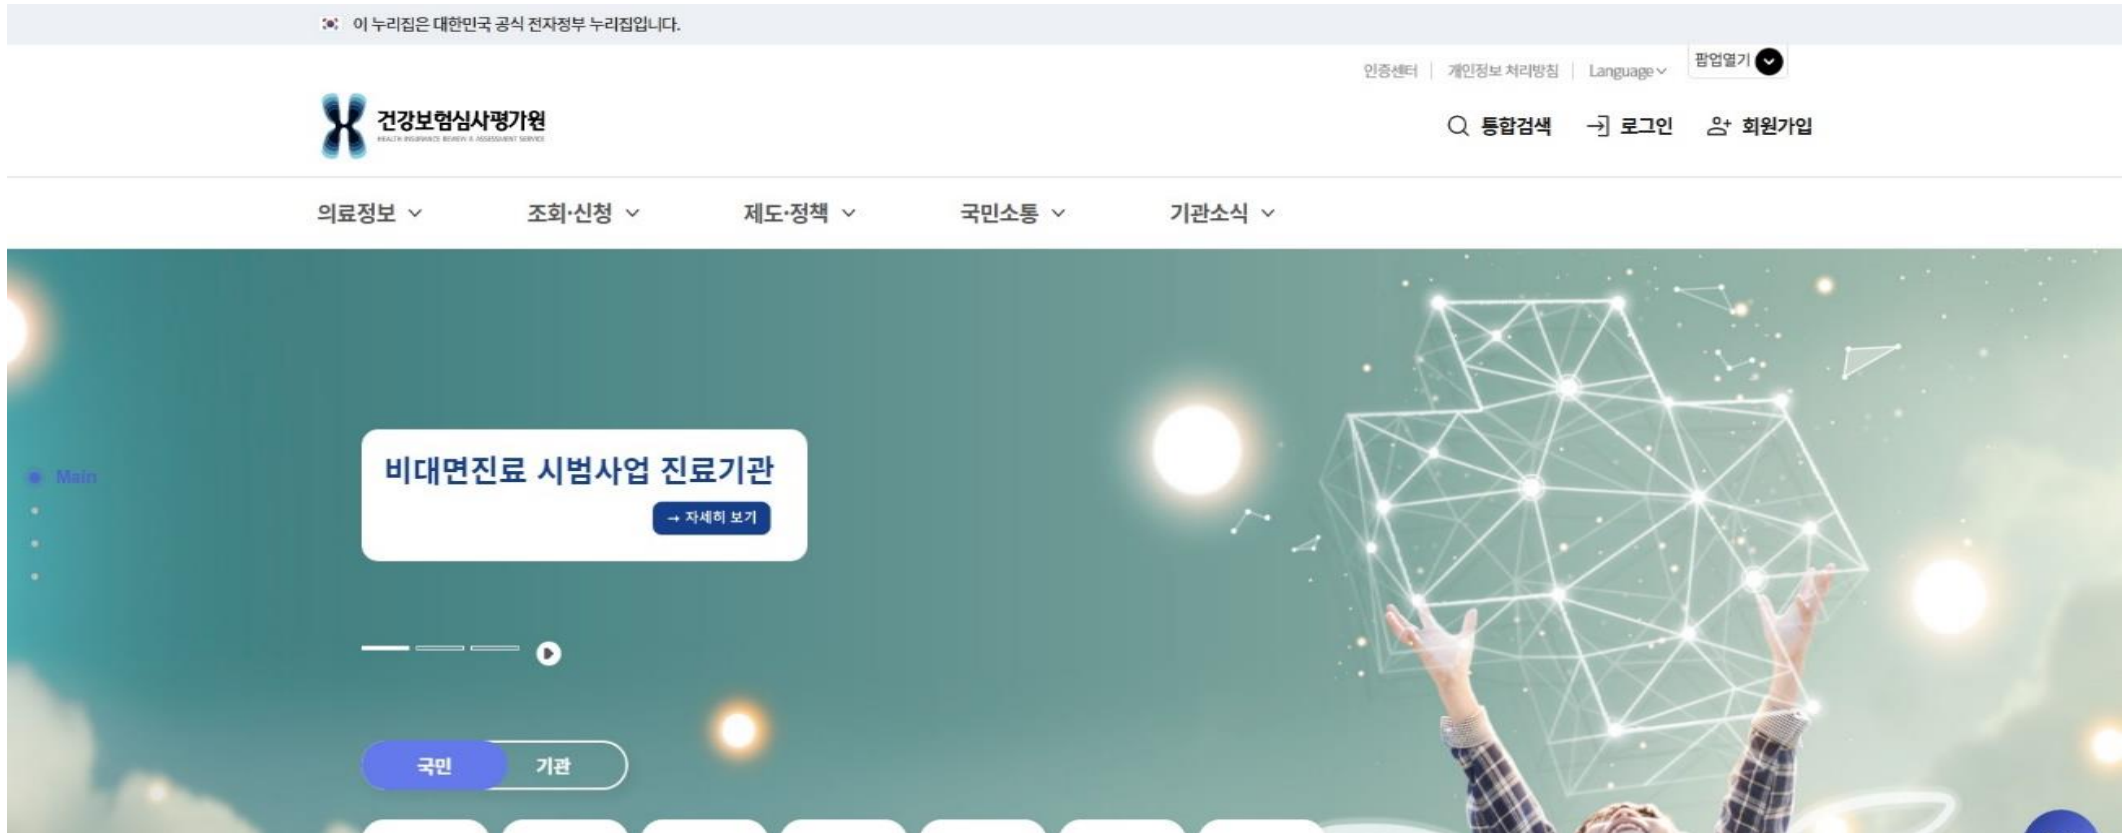 이 누리집은 대한민국 공식 전자정부 누리집입니다.
인증센터 개인정보 처리방침 Language 팝업열기
건강보험심사평가원
HEALTH INSURANCE REVIEW & ASSESSMENT SERVICE
통합검색 로그인 회원가입
의료정보 조회·신청 제도·정책 국민소통 기관소식
비대면진료 시범사업 진료기관
Main
→ 자세히 보기
국민 기관